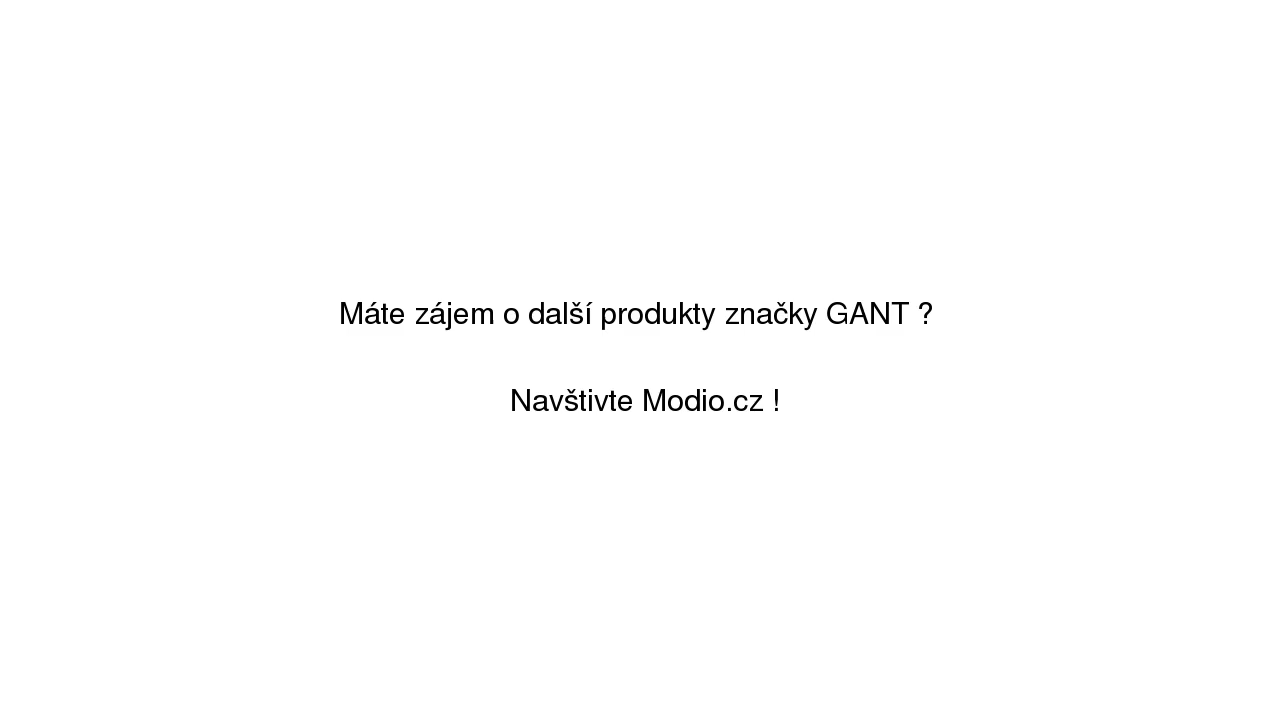 Máte zájem o další produkty značky GANT ?
Navštivte Modio.cz !